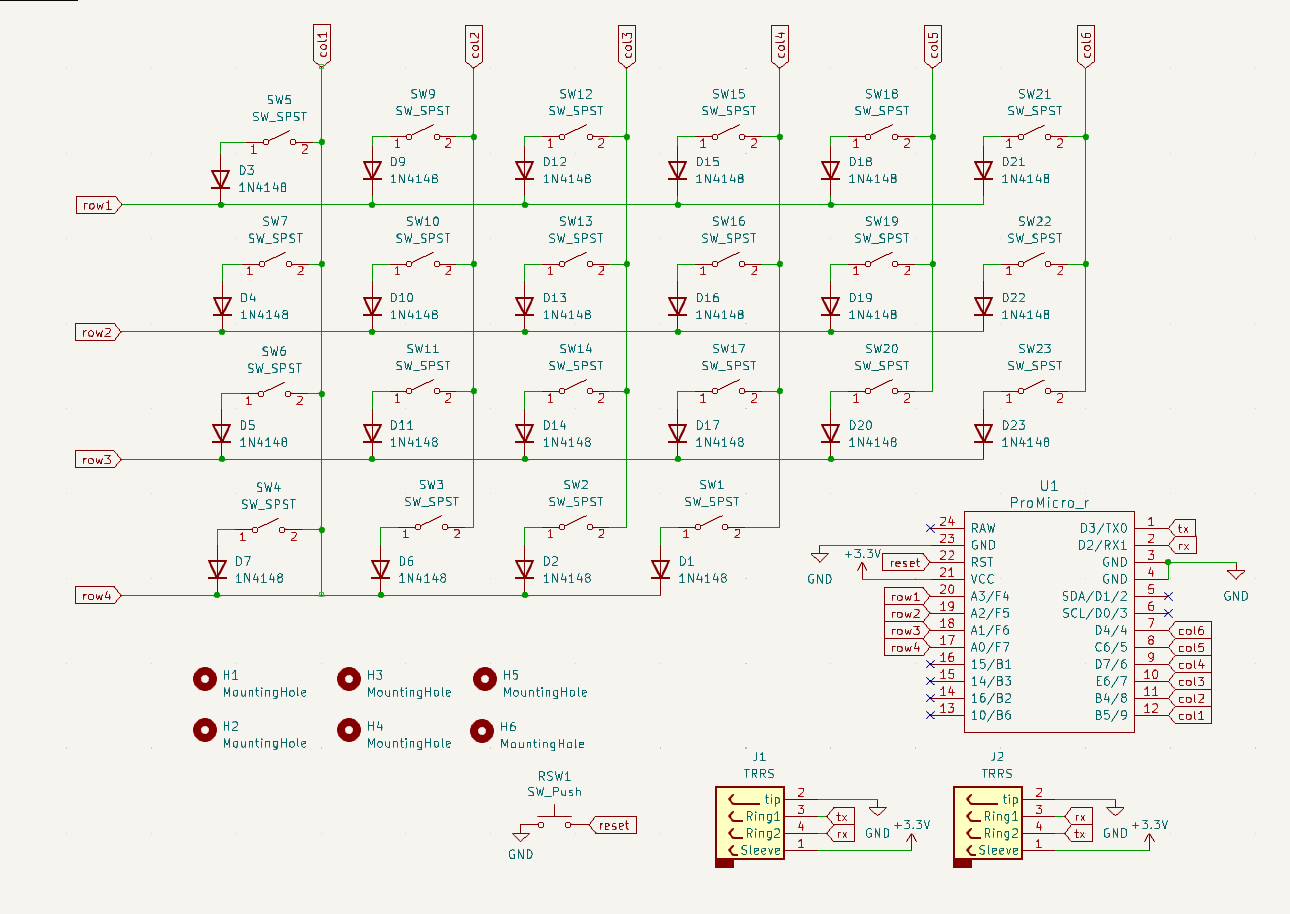 col1 col2 col3 col4 col5 col6
SW5 SW9 SW12 SW15 SW18 SW21
SW_SPST SW_SPST SW_SPST SW_SPST SW_SPST SW_SPST
1 2 1 2 1 2 1 2 1 2 1 2
D3 D9 D12 D15 D18 D21
1N4148 1N4148 1N4148 1N4148 1N4148 1N4148
row1
SW7 SW10 SW13 SW16 SW19 SW22
SW_SPST SW_SPST SW_SPST SW_SPST SW_SPST SW_SPST
1 2 1 2 1 2 1 2 1 2 1 2
D4 D10 D13 D16 D19 D22
1N4148 1N4148 1N4148 1N4148 1N4148 1N4148
row2
SW6 SW11 SW14 SW17 SW20 SW23
SW_SPST SW_SPST SW_SPST SW_SPST SW_SPST SW_SPST
1 2 1 2 1 2 1 2 1 2 1 2
D5 D11 D14 D17 D20 D23
1N4148 1N4148 1N4148 1N4148 1N4148 1N4148
row3
SW4 SW3 SW2 SW1
SW_SPST SW_SPST SW_SPST SW_SPST
1 2 1 2 1 2 1 2
D7 D6 D2 D1
1N4148 1N4148 1N4148 1N4148
row4
U1
ProMicro_r
24 RAW D3/TX0 1 tx
23 GND D2/RX1 2 rx
GND +3.3V reset 22 RST GND 3
21 VCC GND 4 GND
row1 20 A3/F4 SDA/D1/2 5
row2 19 A2/F5 SCL/D0/3 6
row3 18 A1/F6 D4/4 7 col6
row4 17 A0/F7 C6/5 8 col5
16 15/B1 D7/6 9 col4
15 14/B3 E6/7 10 col3
14 16/B2 B4/8 11 col2
13 10/B6 B5/9 12 col1
H1 H3 H5
MountingHole MountingHole MountingHole
H2 H4 H6
MountingHole MountingHole MountingHole
RSW1
SW_Push
reset
GND
J1
TRRS
tip 2
Ring1 3 tx
Ring2 4 rx GND +3.3V
Sleeve 1
J2
TRRS
tip 2
Ring1 3 rx
Ring2 4 tx GND +3.3V
Sleeve 1